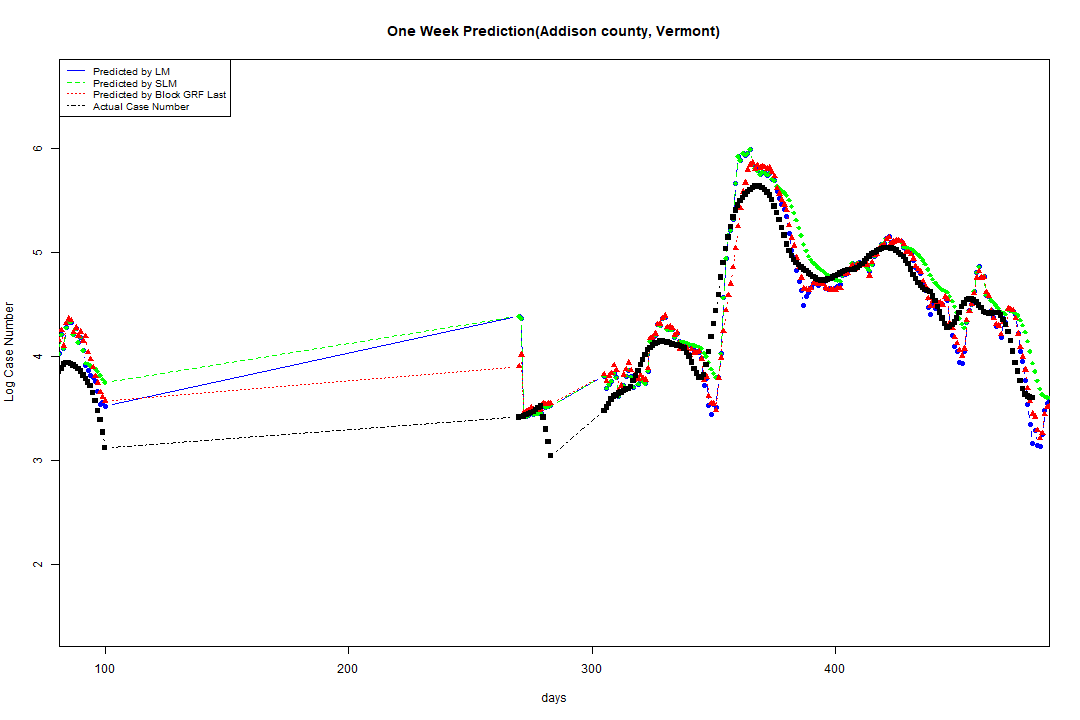 One Week Prediction(Addison county, Vermont)
Predicted by LM
Predicted by SLM
Predicted by Block GRF Last
Actual Case Number
6
5
4
3
2
Log Case Number
100 200 300 400
days